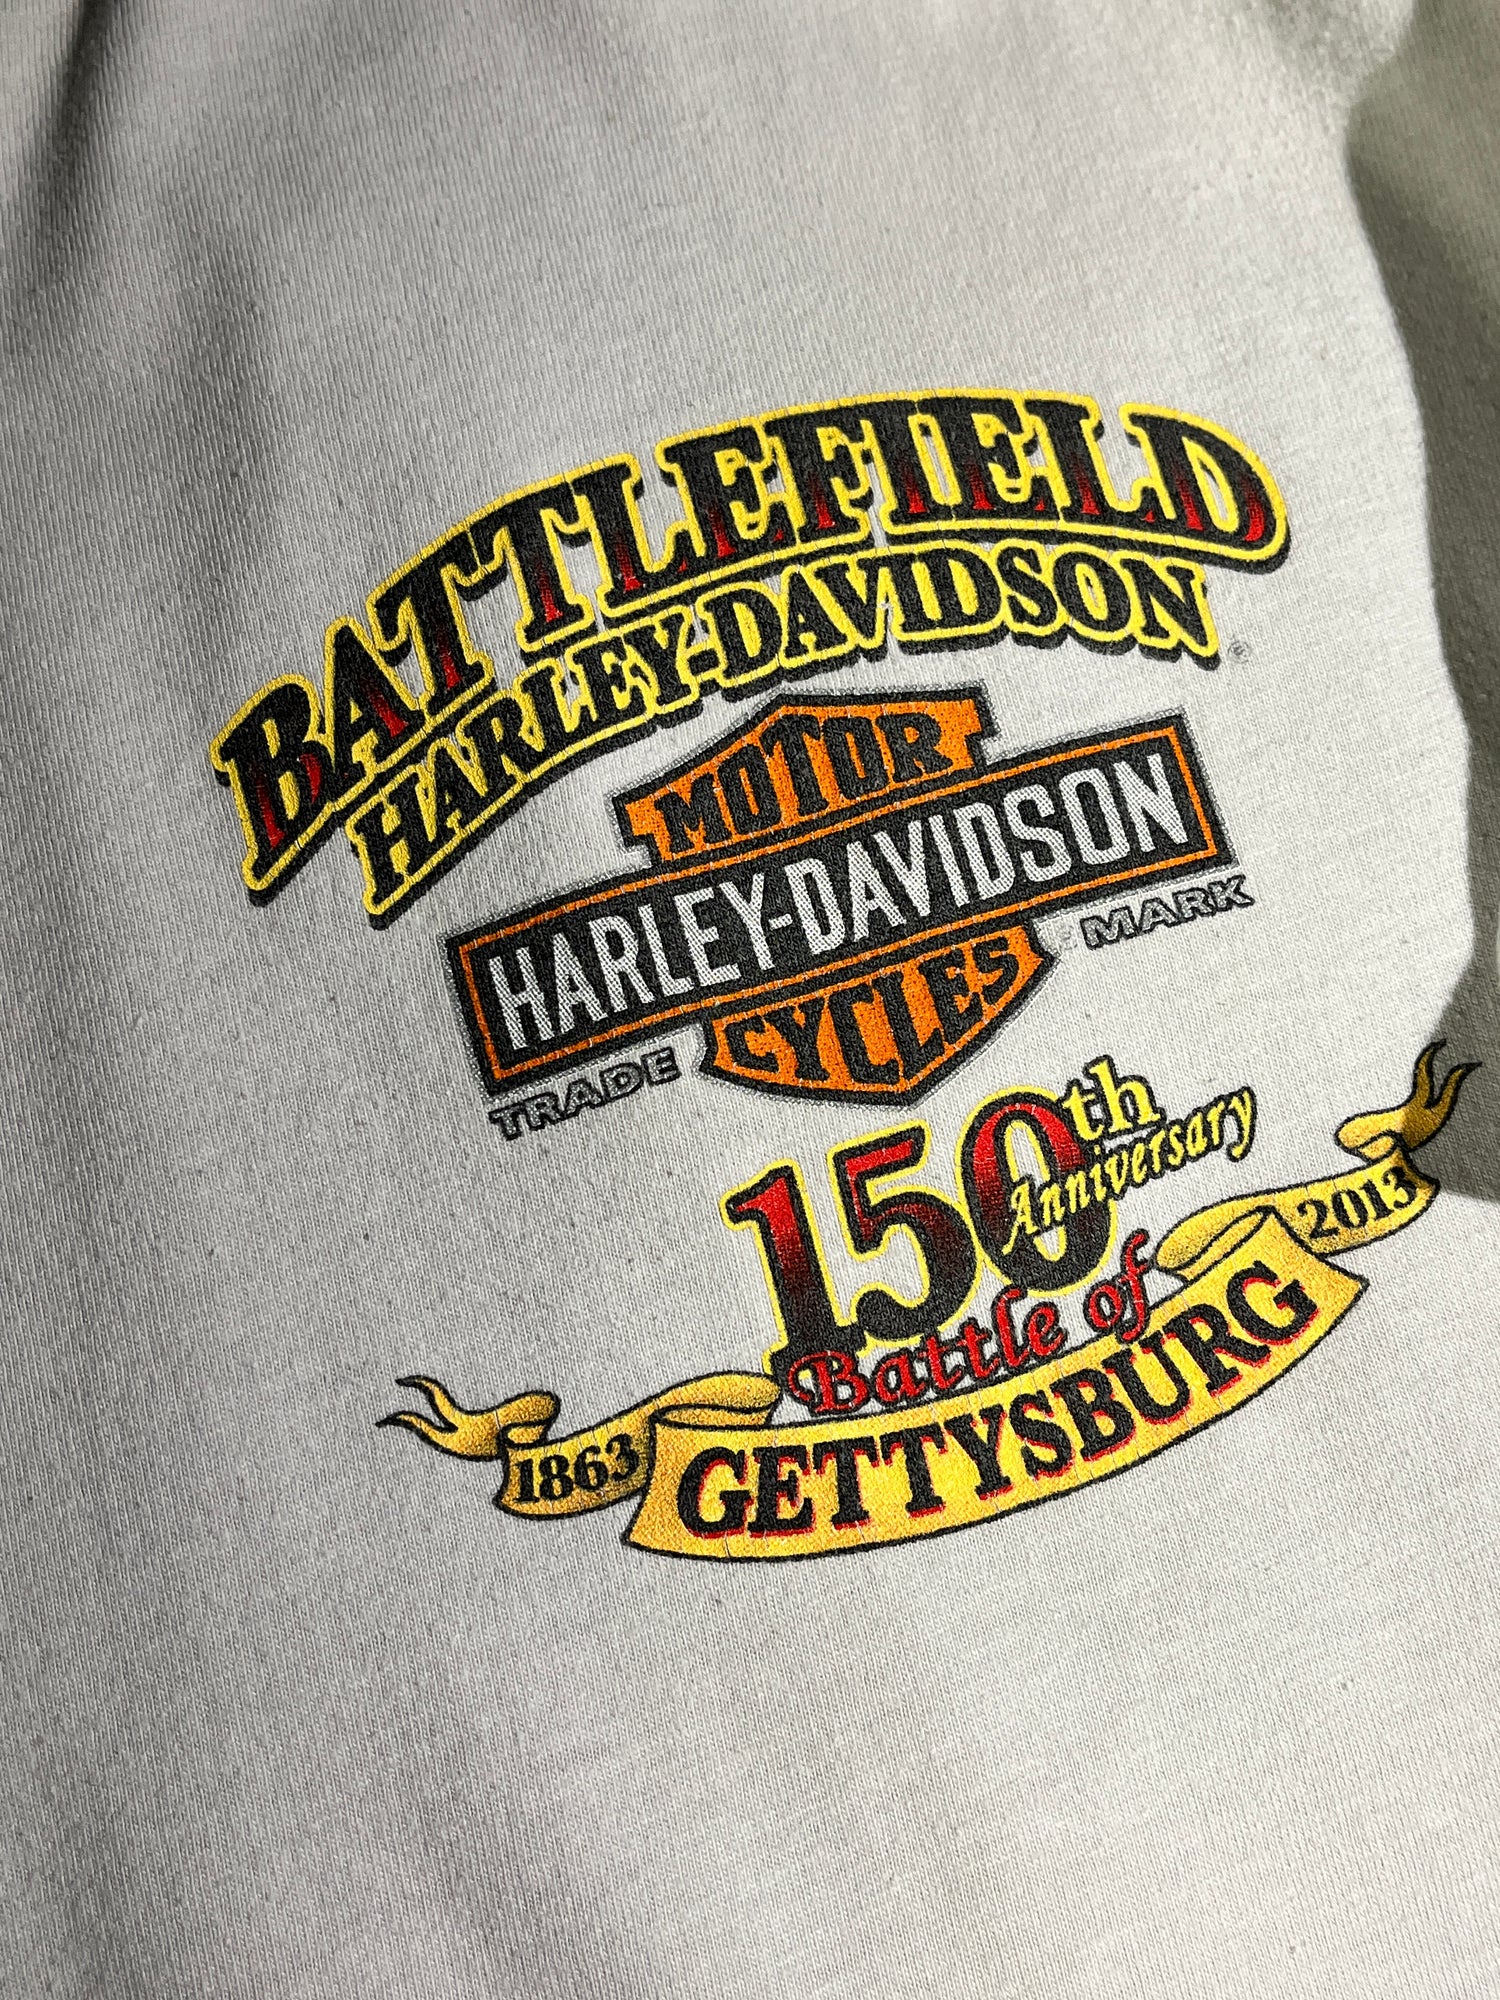 BATTLEFIELD
HARLEY-DAVIDSON®
MOTOR
HARLEY-DAVIDSON
CYCLES
TRADE MARK
150th
Anniversary
Battle of
1863 GETTYSBURG 2013